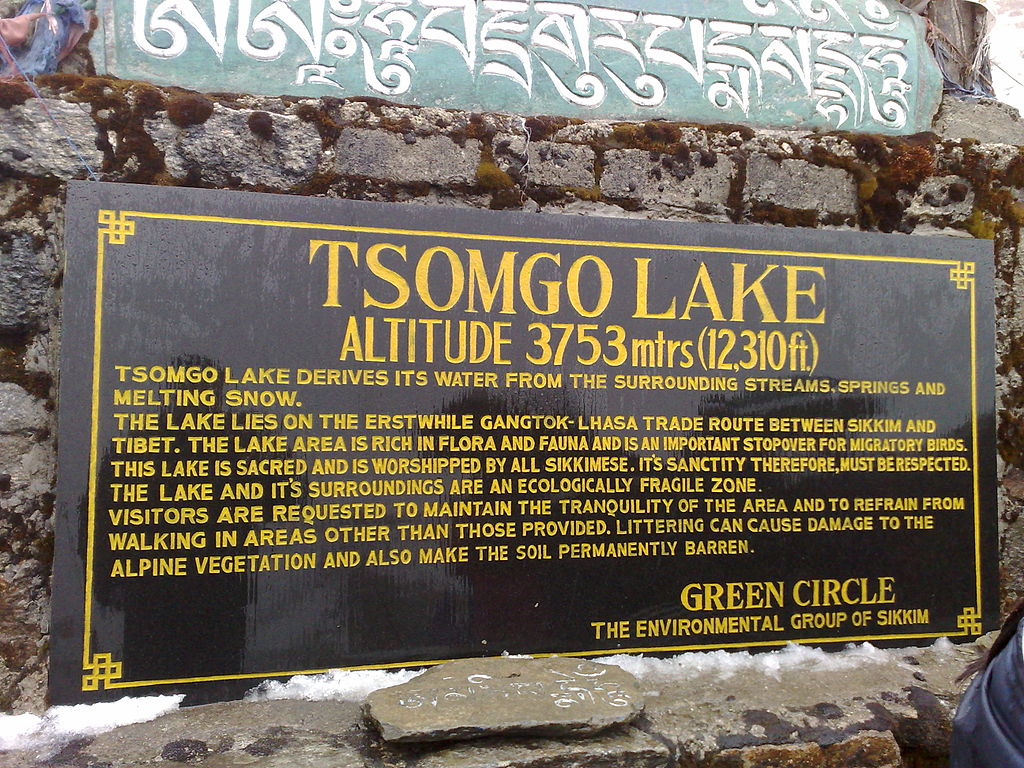 TSOMGO LAKE
ALTITUDE 3753 mtrs (12,310 ft)
TSOMGO LAKE DERIVES ITS WATER FROM THE SURROUNDING STREAMS, SPRINGS AND
MELTING SNOW.
THE LAKE LIES ON THE ERSTWHILE GANGTOK-LHASA TRADE ROUTE BETWEEN SIKKIM AND
TIBET. THE LAKE AREA IS RICH IN FLORA AND FAUNA AND IS AN IMPORTANT STOPOVER FOR MIGRATORY BIRDS.
THIS LAKE IS SACRED AND IS WORSHIPPED BY ALL SIKKIMESE. IT'S SANCTITY THEREFORE, MUST BE RESPECTED.
THE LAKE AND IT'S SURROUNDINGS ARE AN ECOLOGICALLY FRAGILE ZONE.
VISITORS ARE REQUESTED TO MAINTAIN THE TRANQUILITY OF THE AREA AND TO REFRAIN FROM
WALKING IN AREAS OTHER THAN THOSE PROVIDED. LITTERING CAN CAUSE DAMAGE TO THE
ALPINE VEGETATION AND ALSO MAKE THE SOIL PERMANENTLY BARREN.
GREEN CIRCLE
THE ENVIRONMENTAL GROUP OF SIKKIM